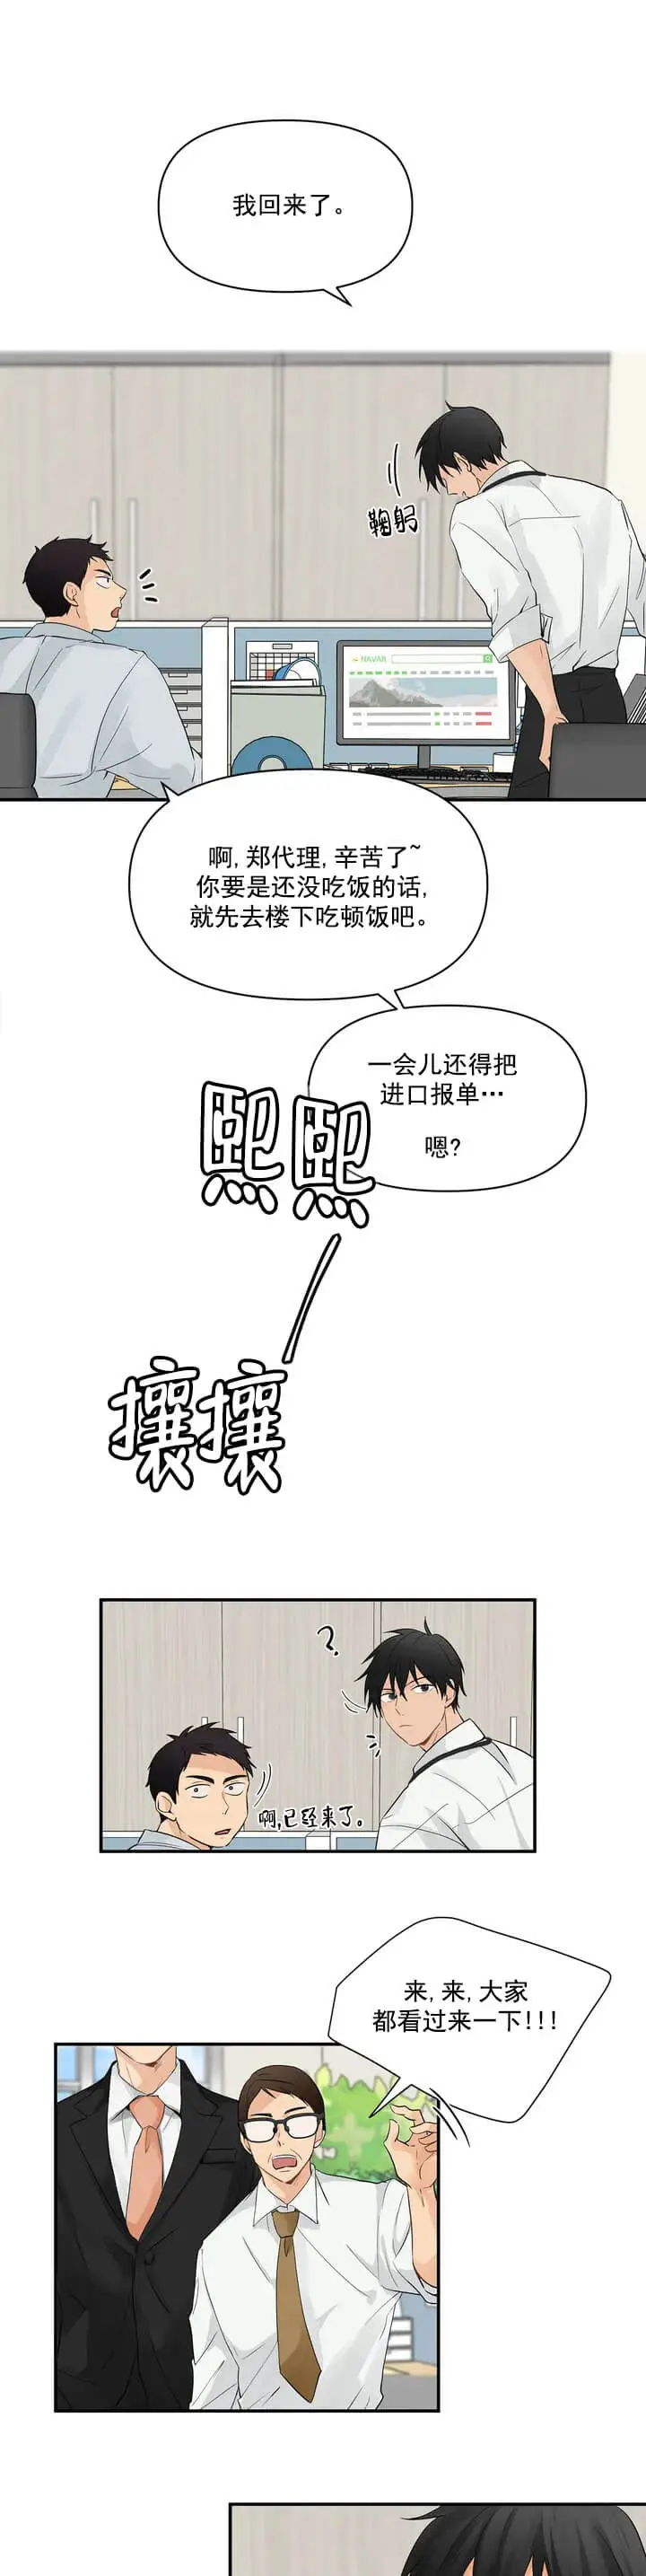 我回来了。
鞠躬
NAVAR
啊,郑代理,辛苦了~
你要是还没吃饭的话,
就先去楼下吃顿饭吧。
一会儿还得把
进口报单…
嗯?
熙熙
攘攘
?
啊,已经来了。
来,来,大家
都看过来一下!!!